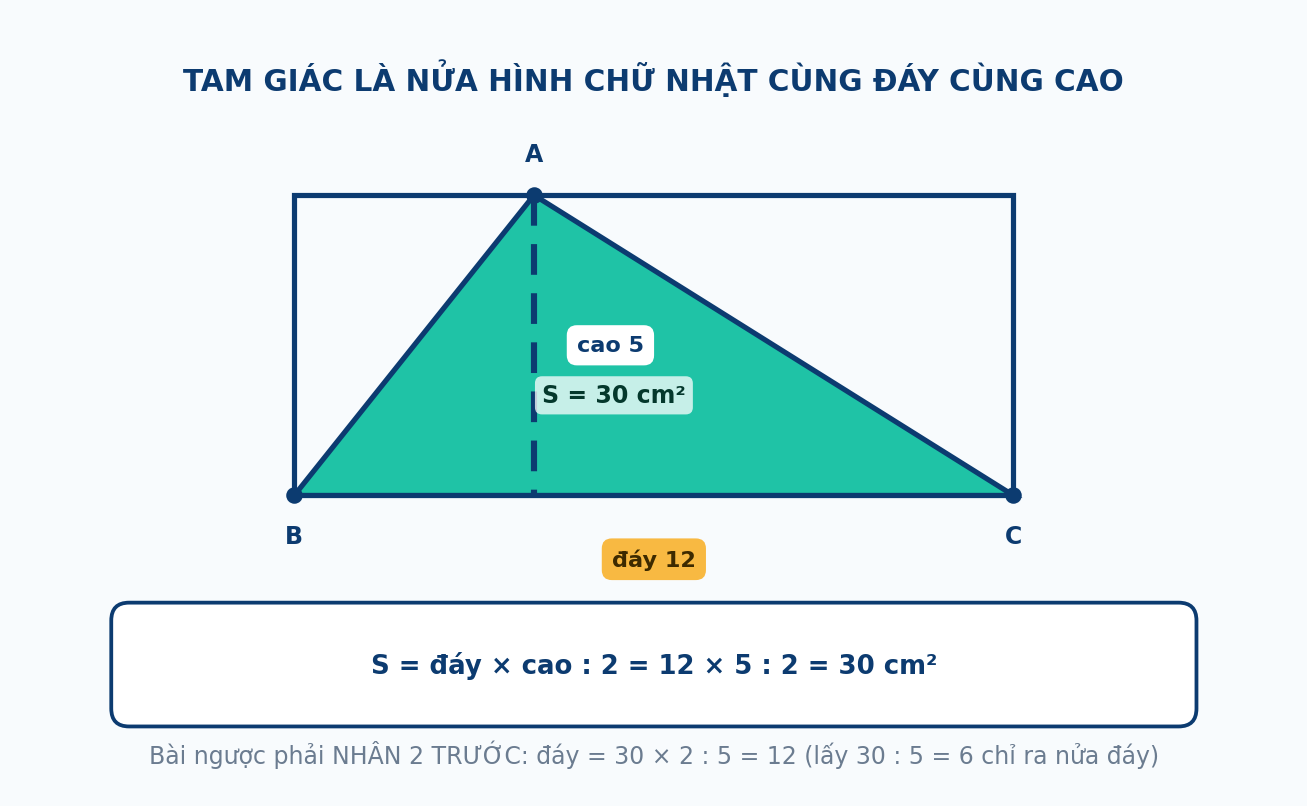 TAM GIÁC LÀ NỬA HÌNH CHỮ NHẬT CÙNG ĐÁY CÙNG CAO
A
cao 5
S = 30 cm²
B
C
đáy 12
S = đáy × cao : 2 = 12 × 5 : 2 = 30 cm²
Bài ngược phải NHÂN 2 TRƯỚC: đáy = 30 × 2 : 5 = 12 (lấy 30 : 5 = 6 chỉ ra nửa đáy)